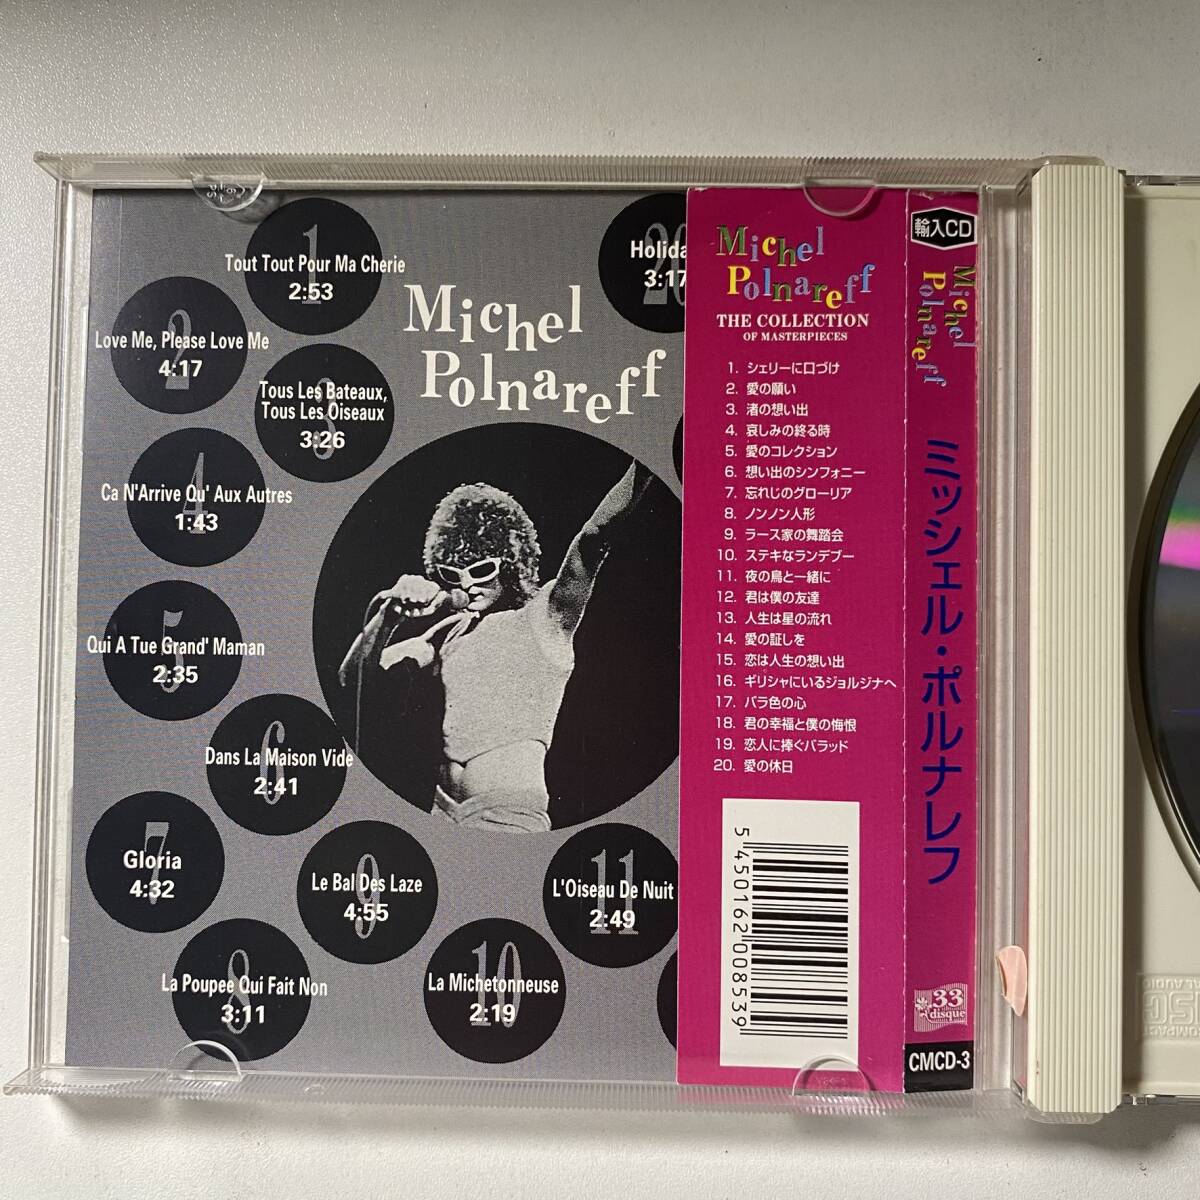 1
Tout Tout Pour Ma Cherie
2:53
2
Love Me, Please Love Me
4:17
3
Tous Les Bateaux,
Tous Les Oiseaux
3:26
4
Ca N'Arrive Qu' Aux Autres
1:43
5
Qui A Tue Grand' Maman
2:35
6
Dans La Maison Vide
2:41
7
Gloria
4:32
8
La Poupee Qui Fait Non
3:11
9
Le Bal Des Laze
4:55
10
La Michetonneuse
2:19
11
L'Oiseau De Nuit
2:49
20
Holida
3:17
Michel
Polnareff
Michel
Polnareff
THE COLLECTION
OF MASTERPIECES
1. シェリーに口づけ
2. 愛の願い
3. 渚の想い出
4. 哀しみの終る時
5. 愛のコレクション
6. 想い出のシンフォニー
7. 忘れじのグローリア
8. ノンノン人形
9. ラース家の舞踏会
10. ステキなランデブー
11. 夜の鳥と一緒に
12. 君は僕の友達
13. 人生は星の流れ
14. 愛の証しを
15. 恋は人生の想い出
16. ギリシャにいるジョルジナへ
17. バラ色の心
18. 君の幸福と僕の悔恨
19. 恋人に捧ぐバラッド
20. 愛の休日
5 450162 008539
輸入CD
Michel
Polnareff
ミッシェル・ポルナレフ
33
disque
CMCD-3